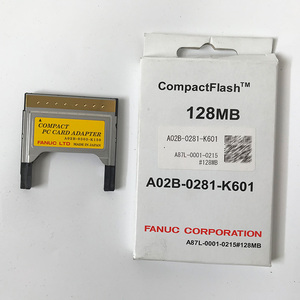 COMPACT
PC CARD ADAPTER
FANUC LTD MADE IN JAPAN
CompactFlash™
128MB
A02B-0281-K601
A87L-0001-0215
#128MB
A02B-0281-K601
FANUC CORPORATION
A87L-0001-0215#128MB